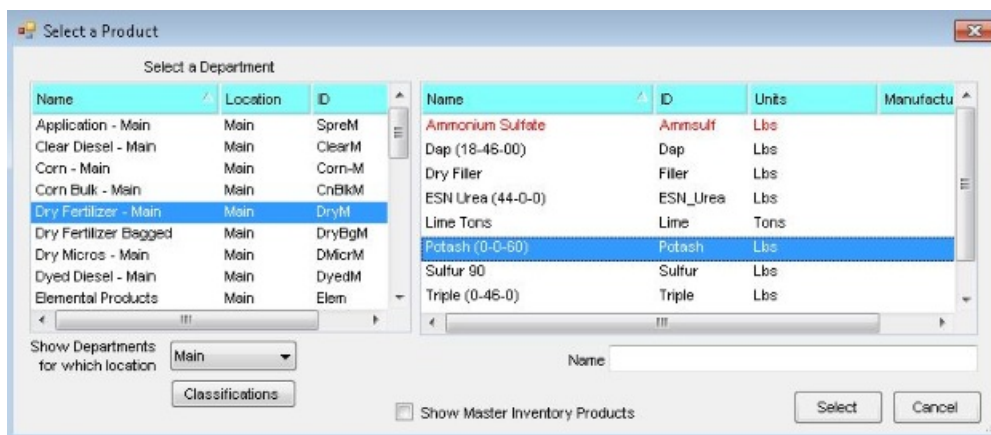 Select a Product
Select a Department
Name Location ID
Application - Main Main SpreM
Clear Diesel - Main Main ClearM
Corn - Main Main Corn-M
Corn Bulk - Main Main CnBlkM
Dry Fertilizer - Main Main DryM
Dry Fertilizer Bagged Main DryBgM
Dry Micros - Main Main DMicrM
Dyed Diesel - Main Main DyedM
Elemental Products Main Elem
Name ID Units Manufactu
Ammonium Sulfate Ammsulf Lbs
Dap (18-46-00) Dap Lbs
Dry Filler Filler Lbs
ESN Urea (44-0-0) ESN_Urea Lbs
Lime Tons Lime Tons
Potash (0-0-60) Potash Lbs
Sulfur 90 Sulfur Lbs
Triple (0-46-0) Triple Lbs
Show Departments
for which location
Main
Classifications
Name
Show Master Inventory Products
Select
Cancel